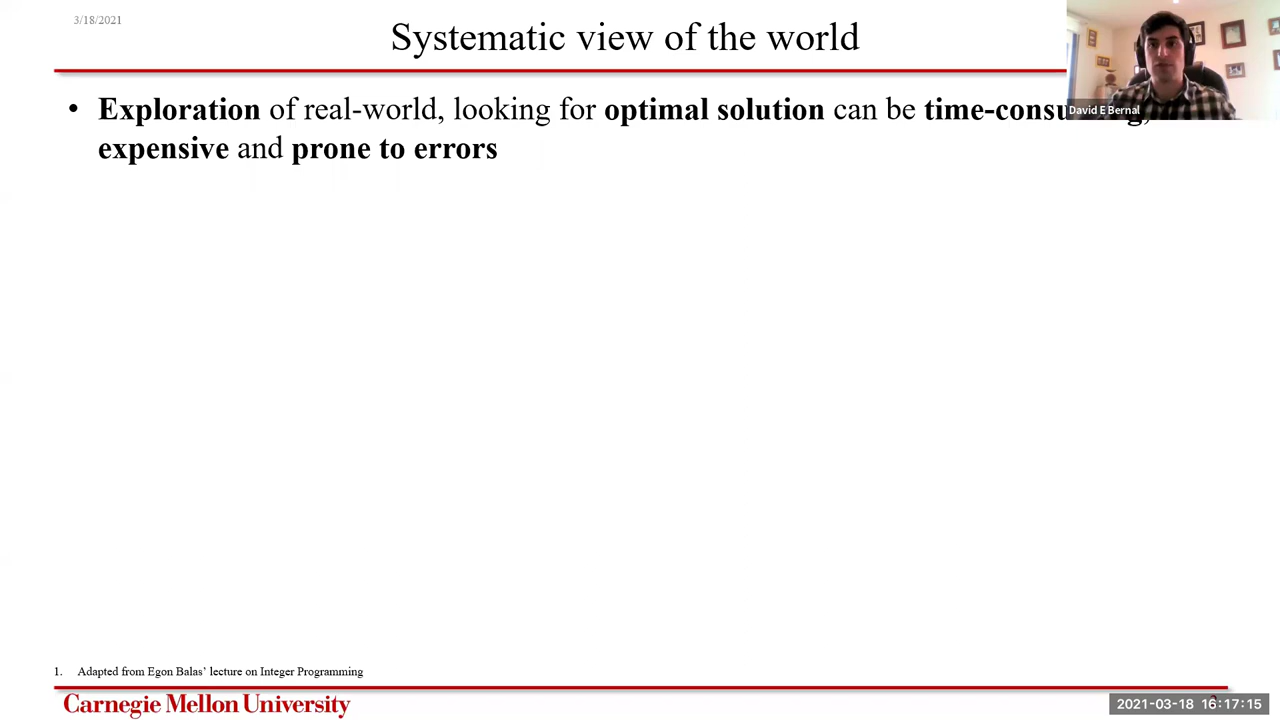 3/18/2021
Systematic view of the world
David E Bernal
• Exploration of real-world, looking for optimal solution can be
expensive and prone to errors
1. Adapted from Egon Balas’ lecture on Integer Programming
Carnegie Mellon University
2021-03-18 16:17:15